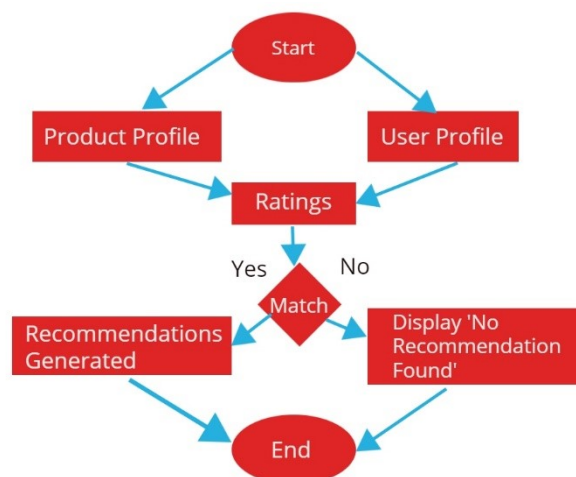 Start
Product Profile
User Profile
Ratings
Yes
No
Match
Recommendations
Generated
Display 'No
Recommendation
Found'
End